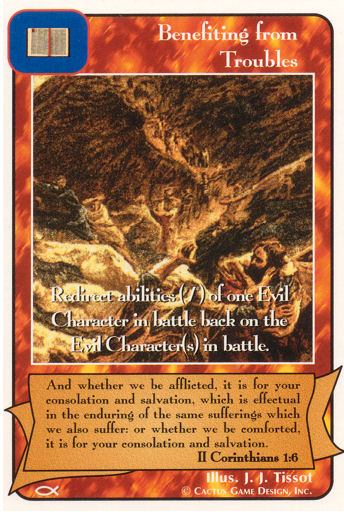 Benefiting from
Troubles
Redirect abilities (*/*) of one Evil
Character in battle back on the
Evil Character(s) in battle.
And whether we be afflicted, it is for your
consolation and salvation, which is effectual
in the enduring of the same sufferings which
we also suffer: or whether we be comforted,
it is for your consolation and salvation.
II Corinthians 1:6
Illus. J. J. Tissot
© Cactus Game Design, Inc.